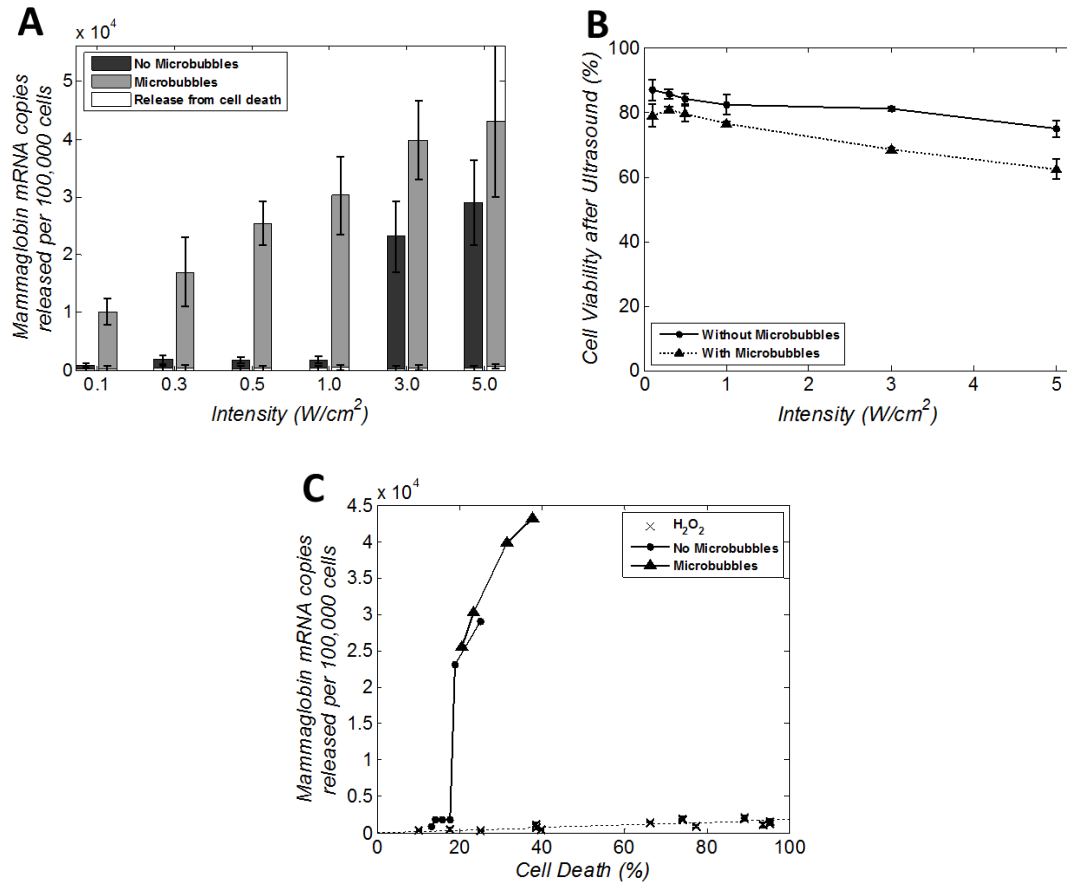 A
x 10⁴
Mammaglobin mRNA copies
released per 100,000 cells
5
4
3
2
1
0
No Microbubbles
Microbubbles
Release from cell death
0.1 0.3 0.5 1.0 3.0 5.0
Intensity (W/cm²)
B
Cell Viability after Ultrasound (%)
100
80
60
40
20
0
Without Microbubbles
With Microbubbles
0 1 2 3 4 5
Intensity (W/cm²)
C
x 10⁴
Mammaglobin mRNA copies
released per 100,000 cells
4.5
4
3.5
3
2.5
2
1.5
1
0.5
0
H₂O₂
No Microbubbles
Microbubbles
0 20 40 60 80 100
Cell Death (%)